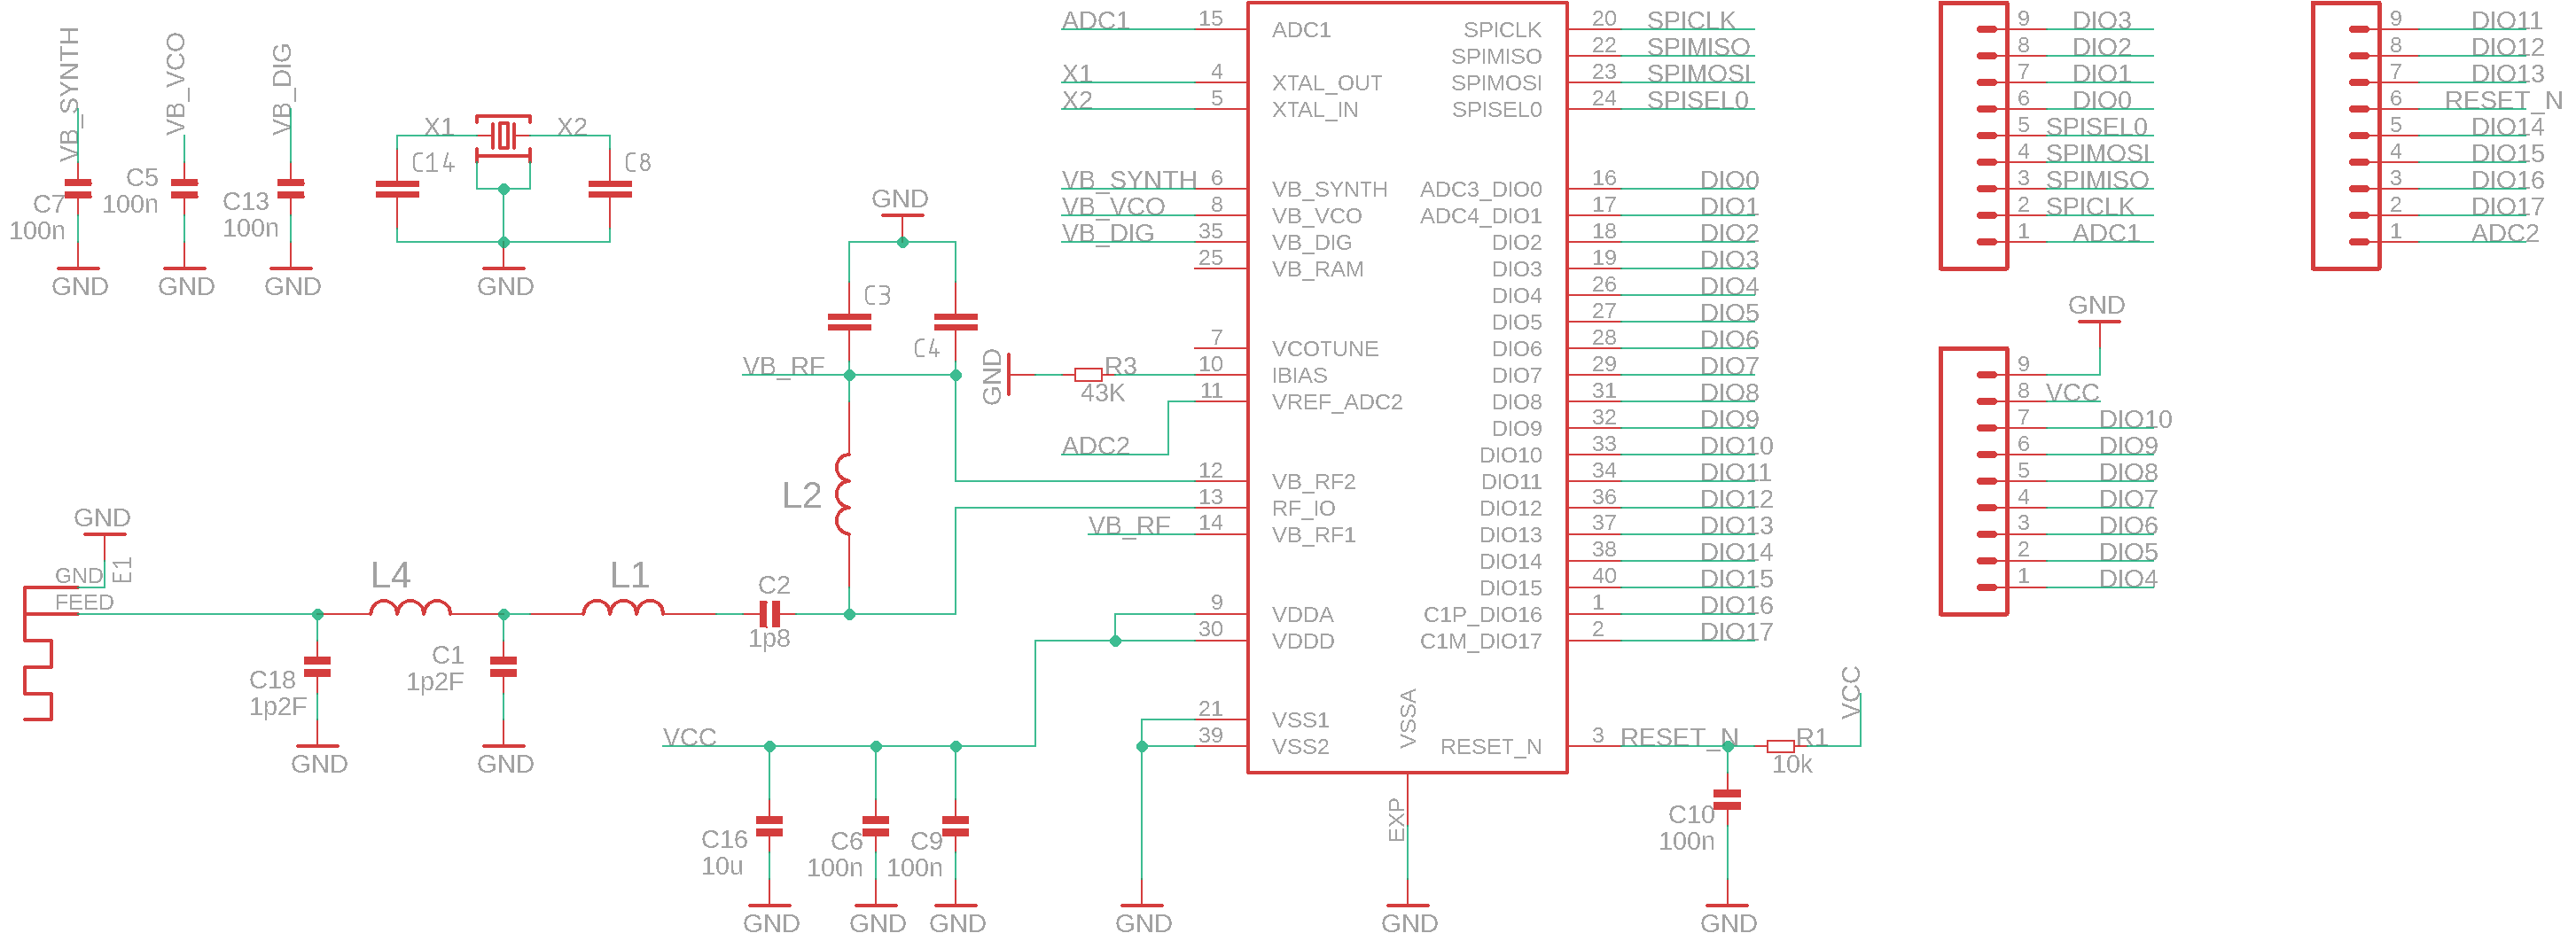 VB_SYNTH
VB_VCO
VB_DIG
C7
100n
GND
C5
100n
GND
C13
100n
GND
X1
X2
C14
C8
GND
GND
C3
C4
VB_RF
L2
GND
R3
43K
GND
E1
GND
FEED
L4
L1
C2
1p8
C18
1p2F
GND
C1
1p2F
GND
VCC
C16
10u
GND
C6
100n
GND
C9
100n
GND
GND
ADC1 15 ADC1
X1 4 XTAL_OUT
X2 5 XTAL_IN
VB_SYNTH 6 VB_SYNTH
VB_VCO 8 VB_VCO
VB_DIG 35 VB_DIG
25 VB_RAM
7 VCOTUNE
10 IBIAS
11 VREF_ADC2
ADC2
12 VB_RF2
13 RF_IO
VB_RF 14 VB_RF1
9 VDDA
30 VDDD
21 VSS1
39 VSS2
VSSA
EXP
GND
SPICLK 20 SPICLK
SPIMISO 22 SPIMISO
SPIMOSI 23 SPIMOSI
SPISEL0 24 SPISEL0
ADC3_DIO0 16 DIO0
ADC4_DIO1 17 DIO1
DIO2 18 DIO2
DIO3 19 DIO3
DIO4 26 DIO4
DIO5 27 DIO5
DIO6 28 DIO6
DIO7 29 DIO7
DIO8 31 DIO8
DIO9 32 DIO9
DIO10 33 DIO10
DIO11 34 DIO11
DIO12 36 DIO12
DIO13 37 DIO13
DIO14 38 DIO14
DIO15 40 DIO15
C1P_DIO16 1 DIO16
C1M_DIO17 2 DIO17
RESET_N 3 RESET_N
R1
10k
VCC
C10
100n
GND
9 DIO3
8 DIO2
7 DIO1
6 DIO0
5 SPISEL0
4 SPIMOSI
3 SPIMISO
2 SPICLK
1 ADC1
9 DIO11
8 DIO12
7 DIO13
6 RESET_N
5 DIO14
4 DIO15
3 DIO16
2 DIO17
1 ADC2
GND
9
8 VCC
7 DIO10
6 DIO9
5 DIO8
4 DIO7
3 DIO6
2 DIO5
1 DIO4